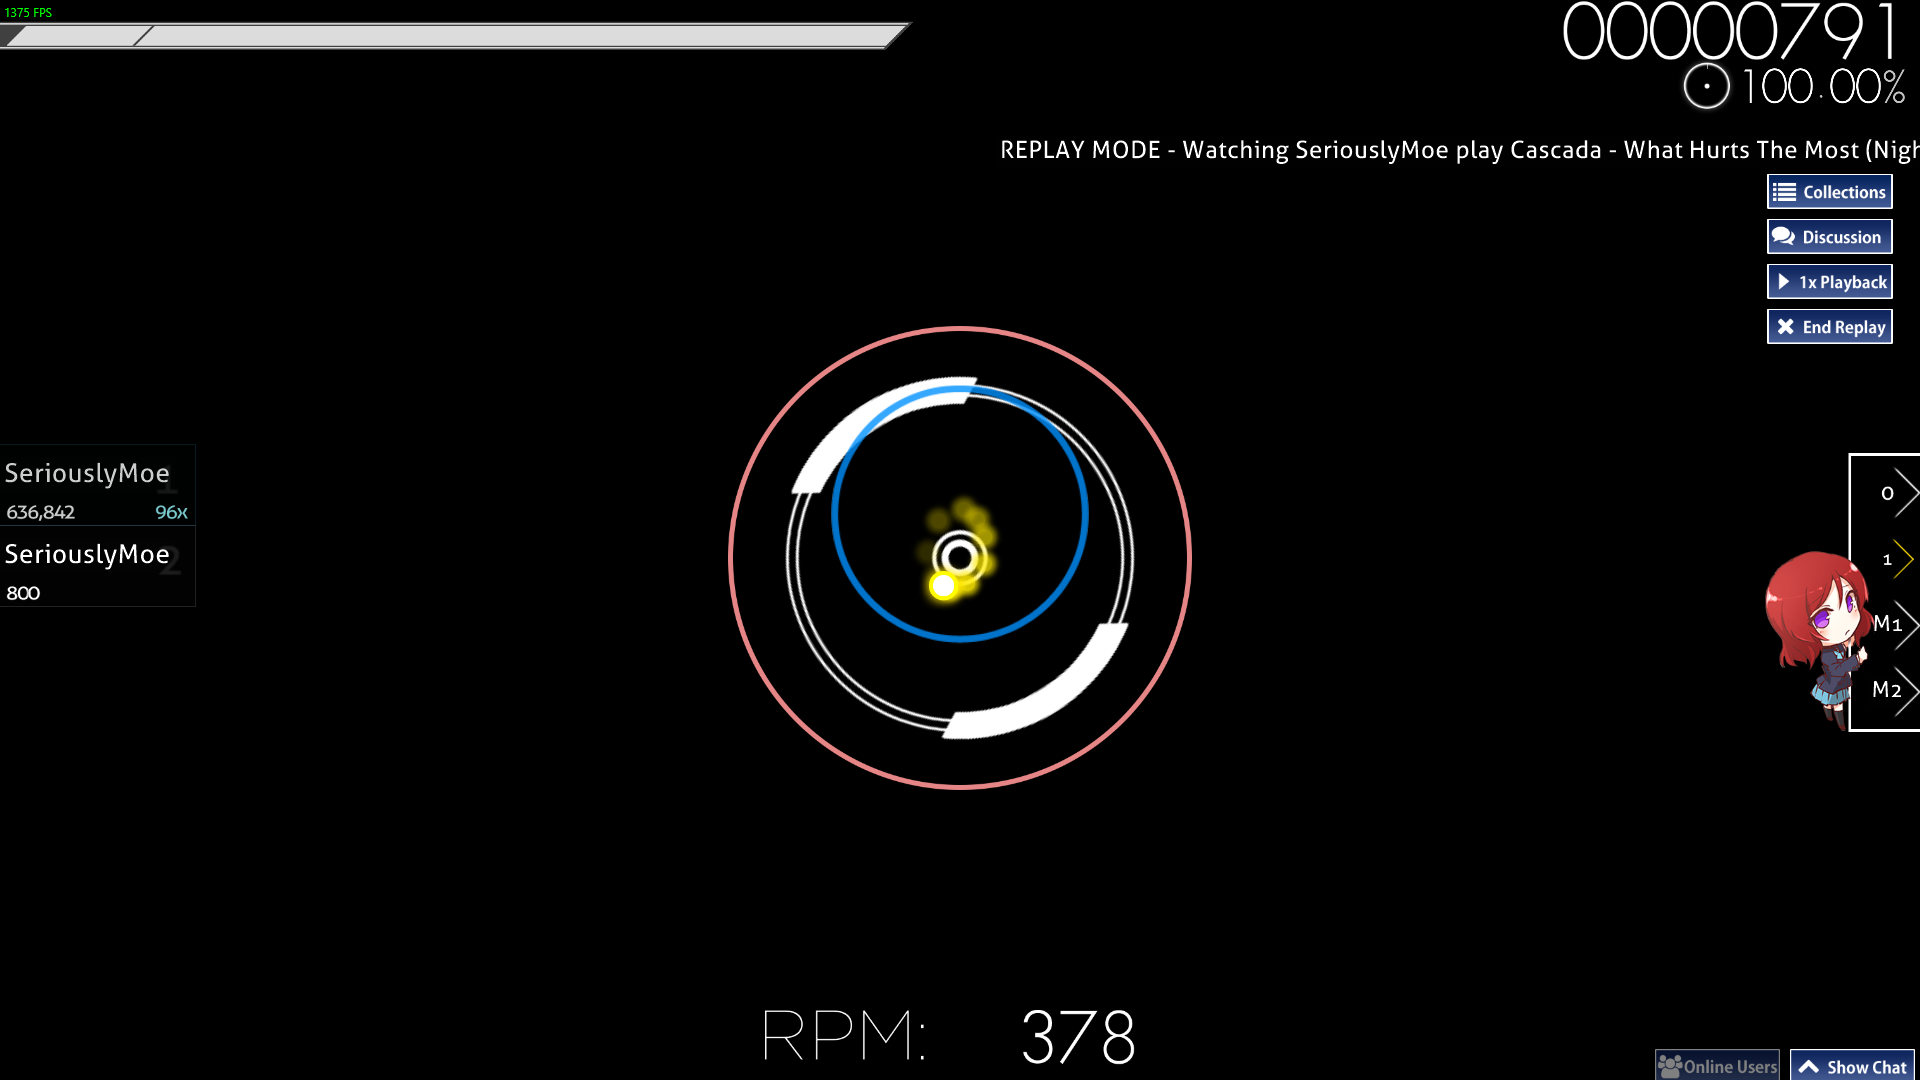 1375 FPS
00000791
100.00%
REPLAY MODE - Watching SeriouslyMoe play Cascada - What Hurts The Most (Nigh
Collections
Discussion
1x Playback
End Replay
SeriouslyMoe
1
636,842 96x
SeriouslyMoe
2
800
0
1
M1
M2
RPM: 378
Online Users
Show Chat